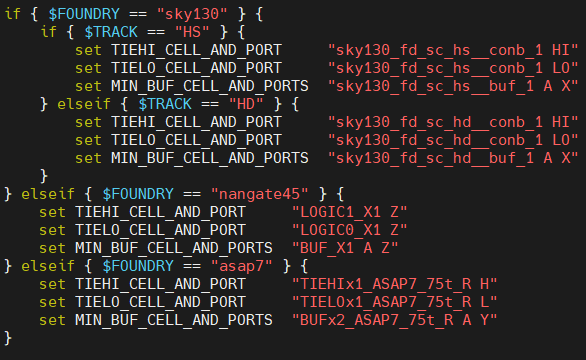 if { $FOUNDRY == "sky130" } {
    if { $TRACK == "HS" } {
        set TIEHI_CELL_AND_PORT     "sky130_fd_sc_hs__conb_1 HI"
        set TIELO_CELL_AND_PORT     "sky130_fd_sc_hs__conb_1 LO"
        set MIN_BUF_CELL_AND_PORTS  "sky130_fd_sc_hs__buf_1 A X"
    } elseif { $TRACK == "HD" } {
        set TIEHI_CELL_AND_PORT     "sky130_fd_sc_hd__conb_1 HI"
        set TIELO_CELL_AND_PORT     "sky130_fd_sc_hd__conb_1 LO"
        set MIN_BUF_CELL_AND_PORTS  "sky130_fd_sc_hd__buf_1 A X"
    }
} elseif { $FOUNDRY == "nangate45" } {
    set TIEHI_CELL_AND_PORT     "LOGIC1_X1 Z"
    set TIELO_CELL_AND_PORT     "LOGIC0_X1 Z"
    set MIN_BUF_CELL_AND_PORTS  "BUF_X1 A Z"
} elseif { $FOUNDRY == "asap7" } {
    set TIEHI_CELL_AND_PORT     "TIEHIx1_ASAP7_75t_R H"
    set TIELO_CELL_AND_PORT     "TIELOx1_ASAP7_75t_R L"
    set MIN_BUF_CELL_AND_PORTS  "BUFx2_ASAP7_75t_R A Y"
}